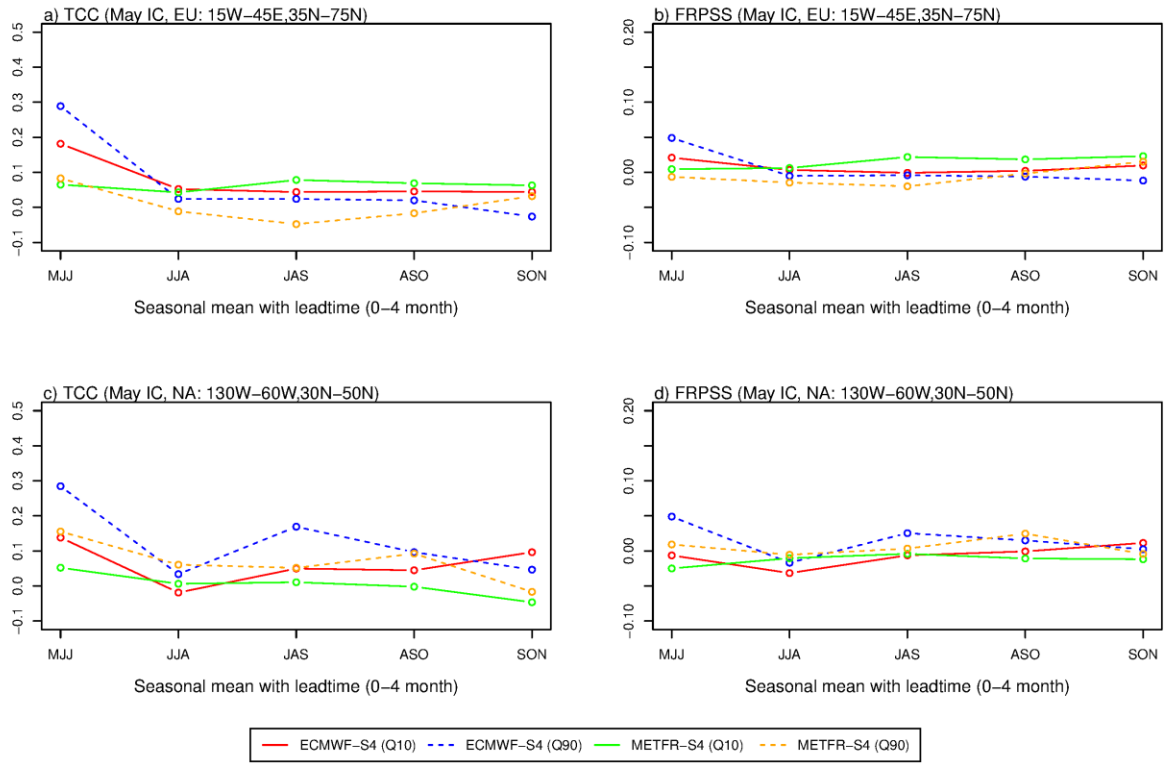 a) TCC (May IC, EU: 15W−45E,35N−75N)
0.5
0.4
0.3
0.2
0.1
0.0
−0.1
MJJ JJA JAS ASO SON
Seasonal mean with leadtime (0−4 month)
b) FRPSS (May IC, EU: 15W−45E,35N−75N)
0.20
0.10
0.00
−0.10
MJJ JJA JAS ASO SON
Seasonal mean with leadtime (0−4 month)
c) TCC (May IC, NA: 130W−60W,30N−50N)
0.5
0.4
0.3
0.2
0.1
0.0
−0.1
MJJ JJA JAS ASO SON
Seasonal mean with leadtime (0−4 month)
d) FRPSS (May IC, NA: 130W−60W,30N−50N)
0.20
0.10
0.00
−0.10
MJJ JJA JAS ASO SON
Seasonal mean with leadtime (0−4 month)
ECMWF−S4 (Q10) ECMWF−S4 (Q90) METFR−S4 (Q10) METFR−S4 (Q90)